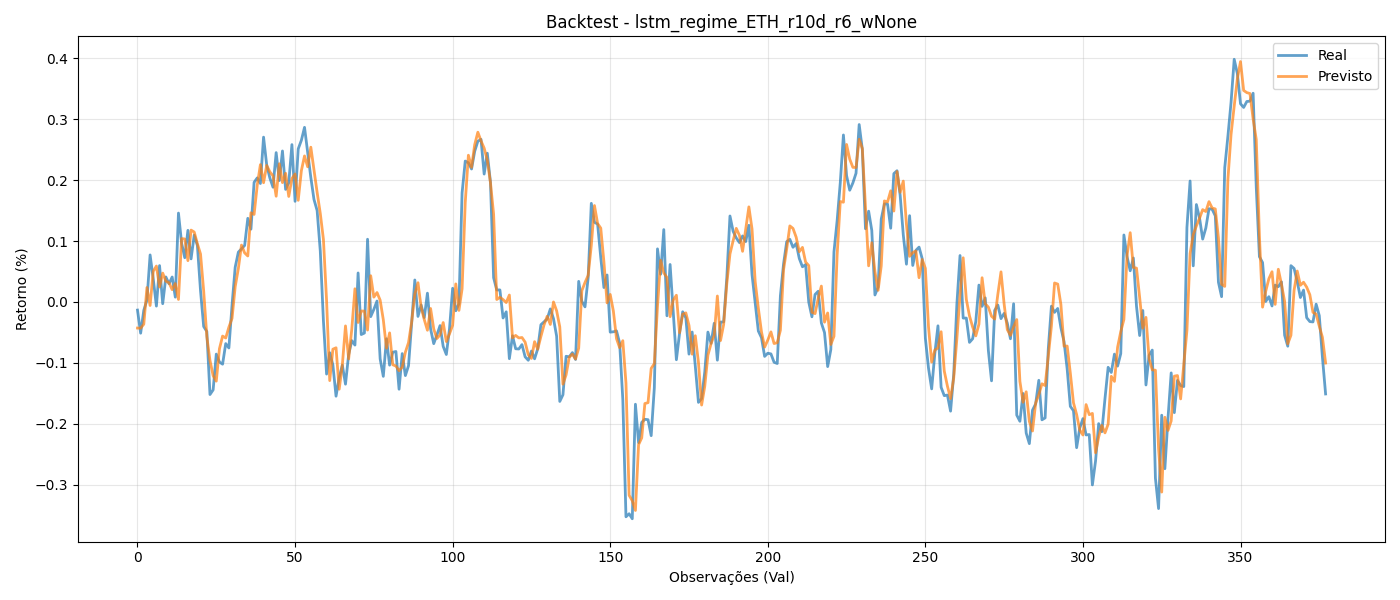 Backtest - lstm_regime_ETH_r10d_r6_wNone
Real
Previsto
Retorno (%)
0.4
0.3
0.2
0.1
0.0
−0.1
−0.2
−0.3
0 50 100 150 200 250 300 350
Observações (Val)